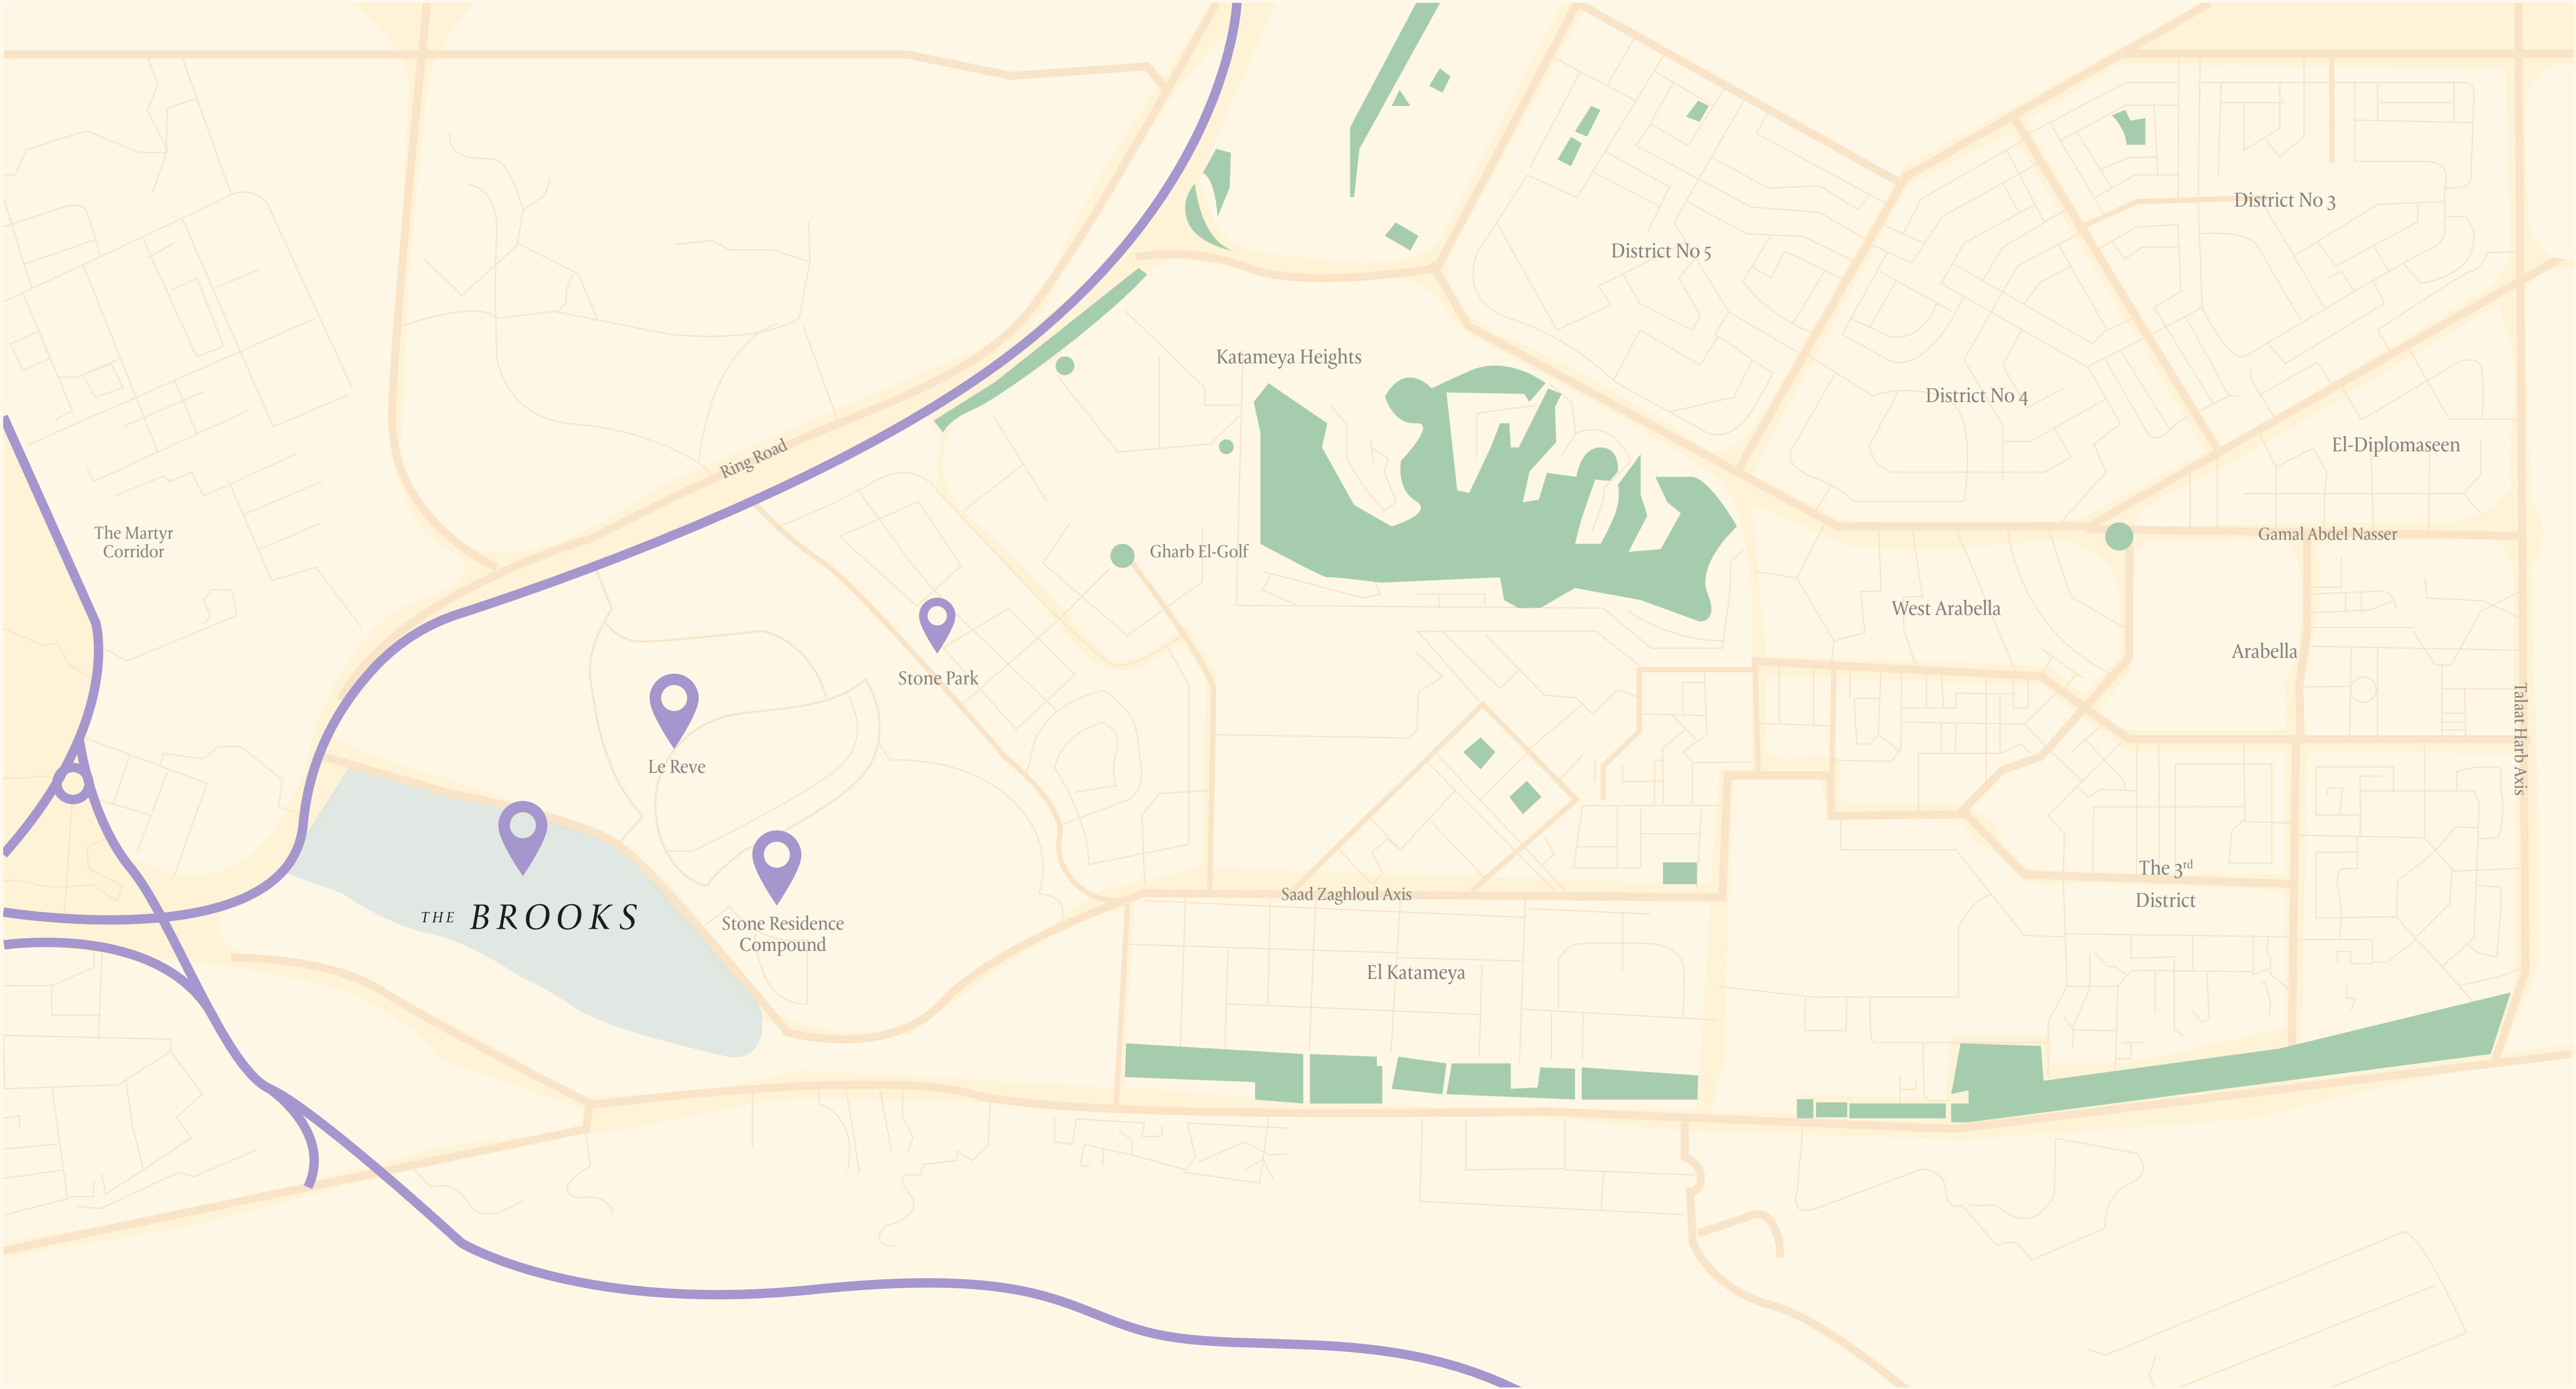 District No 3
District No 5
Katameya Heights
District No 4
El-Diplomaseen
Ring Road
The Martyr
Corridor
Gamal Abdel Nasser
Gharb El-Golf
West Arabella
Arabella
Stone Park
Talaat Harb Axis
Le Reve
The 3rd
District
Saad Zaghloul Axis
THE BROOKS
Stone Residence
Compound
El Katameya